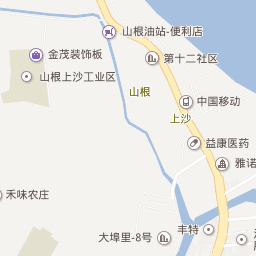 山根油站-便利店
金茂装饰板
第十二社区
山根上沙工业区
山根
中国移动
上沙
益康医药
雅诺
禾味农庄
丰特
大埠里-8号